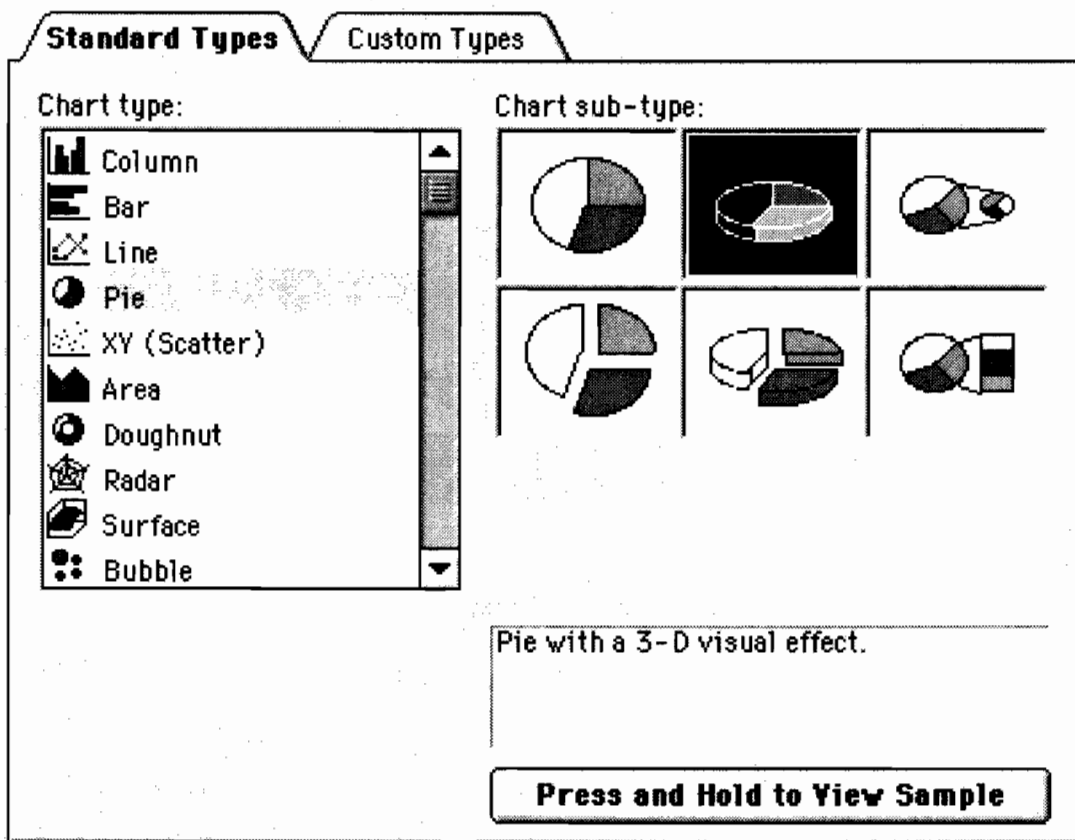 Standard Types
Custom Types
Chart type:
Column
Bar
Line
Pie
XY (Scatter)
Area
Doughnut
Radar
Surface
Bubble
Chart sub-type:
Pie with a 3-D visual effect.
Press and Hold to View Sample